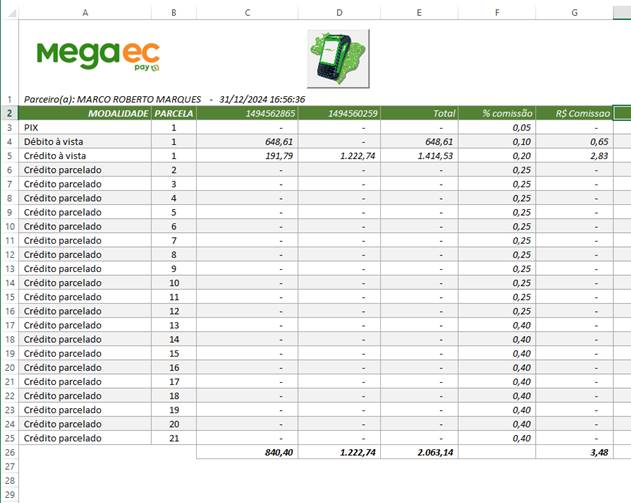 A B C D E F G
MEGAEC
pay
1 Parceiro(a): MARCO ROBERTO MARQUES - 31/12/2024 16:56:36
2 MODALIDADE PARCELA 1494562865 1494560259 Total % comissão R$ Comissao
3 PIX 1 - - - 0,05 -
4 Débito à vista 1 648,61 - 648,61 0,10 0,65
5 Crédito à vista 1 191,79 1.222,74 1.414,53 0,20 2,83
6 Crédito parcelado 2 - - - 0,25 -
7 Crédito parcelado 3 - - - 0,25 -
8 Crédito parcelado 4 - - - 0,25 -
9 Crédito parcelado 5 - - - 0,25 -
10 Crédito parcelado 6 - - - 0,25 -
11 Crédito parcelado 7 - - - 0,25 -
12 Crédito parcelado 8 - - - 0,25 -
13 Crédito parcelado 9 - - - 0,25 -
14 Crédito parcelado 10 - - - 0,25 -
15 Crédito parcelado 11 - - - 0,25 -
16 Crédito parcelado 12 - - - 0,25 -
17 Crédito parcelado 13 - - - 0,40 -
18 Crédito parcelado 14 - - - 0,40 -
19 Crédito parcelado 15 - - - 0,40 -
20 Crédito parcelado 16 - - - 0,40 -
21 Crédito parcelado 17 - - - 0,40 -
22 Crédito parcelado 18 - - - 0,40 -
23 Crédito parcelado 19 - - - 0,40 -
24 Crédito parcelado 20 - - - 0,40 -
25 Crédito parcelado 21 - - - 0,40 -
26 840,40 1.222,74 2.063,14 3,48
27
28
29